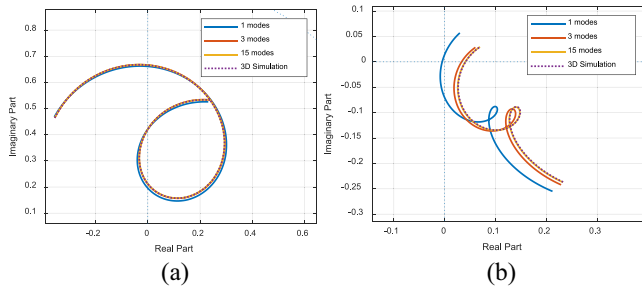 0.8
0.7
0.6
0.5
0.4
0.3
0.2
0.1
Imaginary Part
-0.2
0
0.2
0.4
0.6
Real Part
1 modes
3 modes
15 modes
3D Simulation
(a)
0.1
0.05
0
-0.05
-0.1
-0.15
-0.2
-0.25
-0.3
Imaginary Part
-0.1
0
0.1
0.2
0.3
Real Part
1 modes
3 modes
15 modes
3D Simulation
(b)